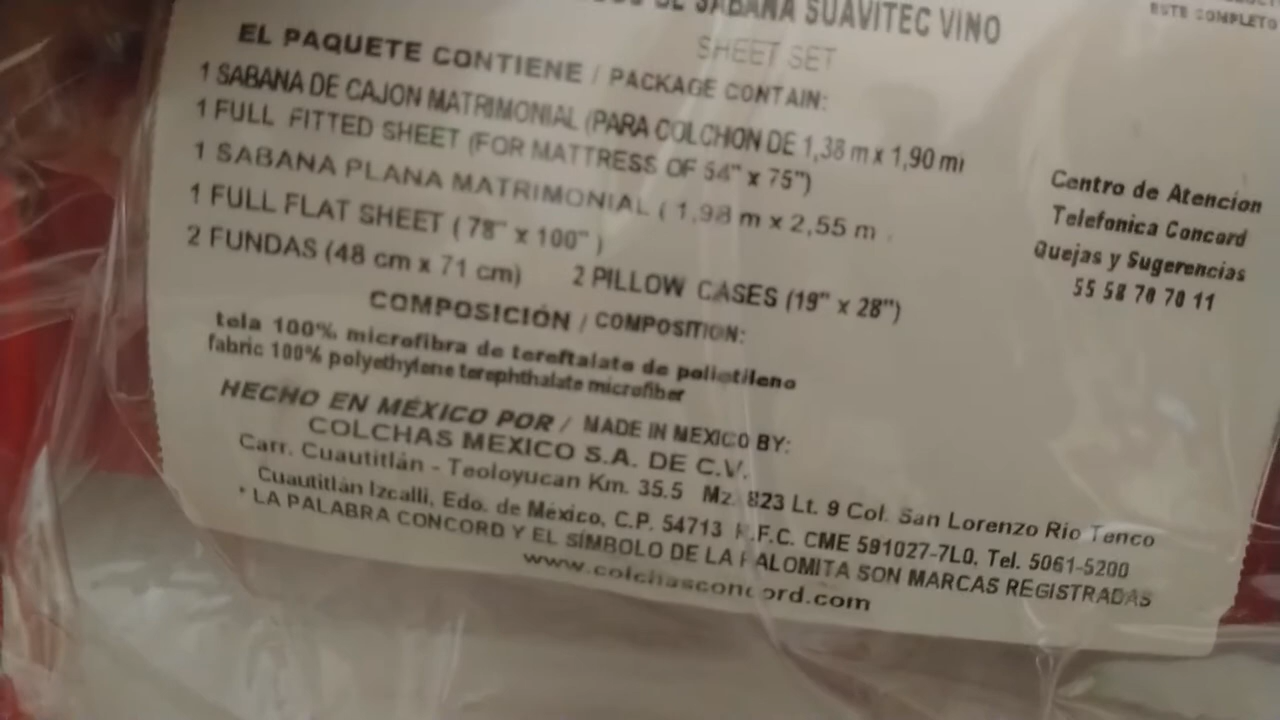 SABANA SUAVITEC VINO
SHEET SET
ESTE COMPLETO
EL PAQUETE CONTIENE / PACKAGE CONTAIN:
1 SABANA DE CAJON MATRIMONIAL (PARA COLCHON DE 1,38 m x 1,90 m)
1 FULL FITTED SHEET (FOR MATTRESS OF 54" x 75")
1 SABANA PLANA MATRIMONIAL ( 1,98 m x 2,55 m
1 FULL FLAT SHEET ( 78" x 100" )
2 FUNDAS (48 cm x 71 cm) 2 PILLOW CASES (19" x 28")
Centro de Atencion
Telefonica Concord
Quejas y Sugerencias
55 58 70 70 11
COMPOSICIÓN / COMPOSITION:
tela 100% microfibra de tereftalato de polietileno
fabric 100% polyethylene terephthalate microfiber
HECHO EN MÉXICO POR / MADE IN MEXICO BY:
COLCHAS MEXICO S.A. DE C.V.
Carr. Cuautitlán - Teoloyucan Km. 35.5 Mz. 823 Lt. 9 Col. San Lorenzo Rio Tenco
Cuautitlán Izcalli, Edo. de México, C.P. 54713 R.F.C. CME 591027-7L0, Tel. 5061-5200
* LA PALABRA CONCORD Y EL SÍMBOLO DE LA PALOMITA SON MARCAS REGISTRADAS
www.colchasconcord.com